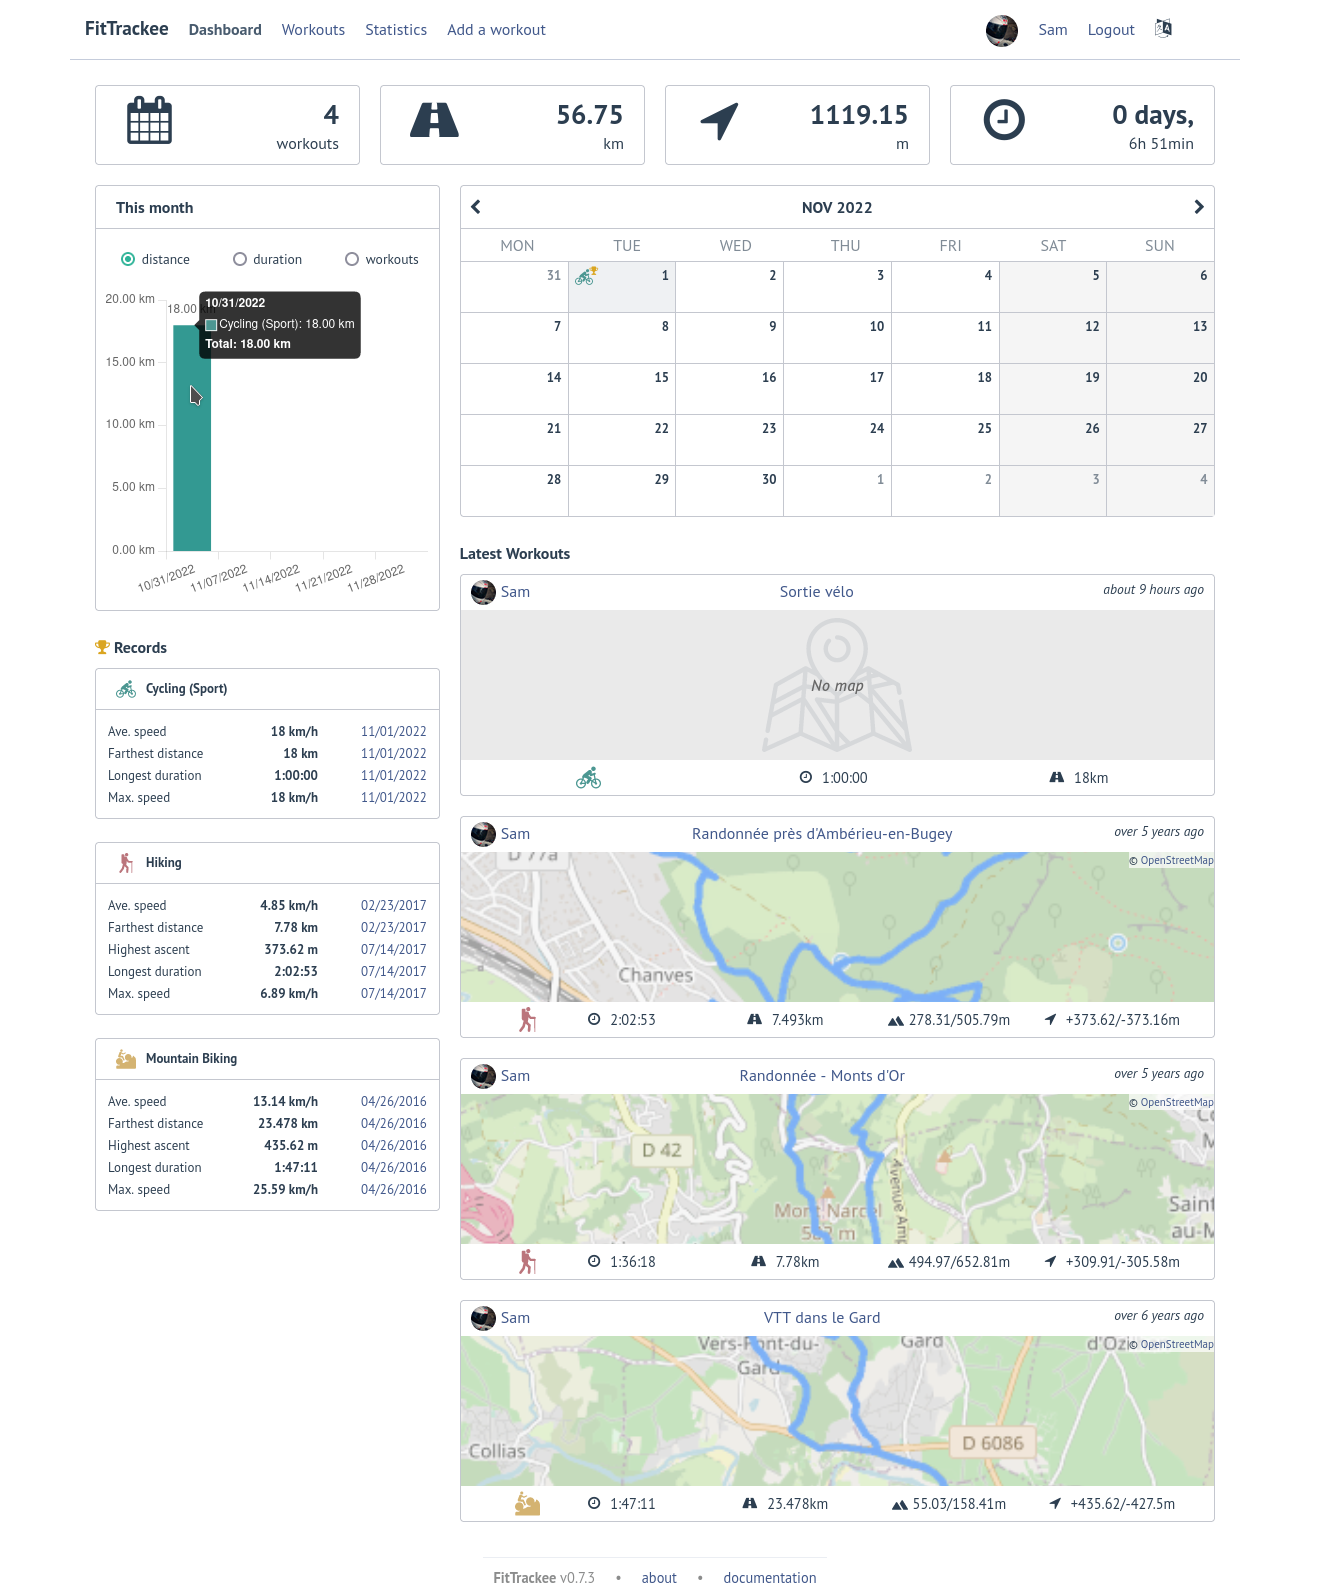 FitTrackee Dashboard Workouts Statistics Add a workout Sam Logout
4
workouts
56.75
km
1119.15
m
0 days,
6h 51min
This month
distance duration workouts
20.00 km
15.00 km
10.00 km
5.00 km
0.00 km
18.00 km
10/31/2022
Cycling (Sport): 18.00 km
Total: 18.00 km
10/31/2022 11/07/2022 11/14/2022 11/21/2022 11/28/2022
Records
Cycling (Sport)
Ave. speed 18 km/h 11/01/2022
Farthest distance 18 km 11/01/2022
Longest duration 1:00:00 11/01/2022
Max. speed 18 km/h 11/01/2022
Hiking
Ave. speed 4.85 km/h 02/23/2017
Farthest distance 7.78 km 02/23/2017
Highest ascent 373.62 m 07/14/2017
Longest duration 2:02:53 07/14/2017
Max. speed 6.89 km/h 07/14/2017
Mountain Biking
Ave. speed 13.14 km/h 04/26/2016
Farthest distance 23.478 km 04/26/2016
Highest ascent 435.62 m 04/26/2016
Longest duration 1:47:11 04/26/2016
Max. speed 25.59 km/h 04/26/2016
NOV 2022
MON TUE WED THU FRI SAT SUN
31 1 2 3 4 5 6
7 8 9 10 11 12 13
14 15 16 17 18 19 20
21 22 23 24 25 26 27
28 29 30 1 2 3 4
Latest Workouts
Sam Sortie vélo about 9 hours ago
No map
1:00:00 18km
Sam Randonnée près d'Ambérieu-en-Bugey over 5 years ago
© OpenStreetMap
D 77a
Chanves
2:02:53 7.493km 278.31/505.79m +373.62/-373.16m
Sam Randonnée - Monts d'Or over 5 years ago
© OpenStreetMap
D 42
Mont Narcel
m
Avenue
Saint
au-M
1:36:18 7.78km 494.97/652.81m +309.91/-305.58m
Sam VTT dans le Gard over 6 years ago
© OpenStreetMap
Vers-Pont-du-
Gard
Gard
D 6086
Collias
1:47:11 23.478km 55.03/158.41m +435.62/-427.5m
FitTrackee v0.7.3 • about • documentation